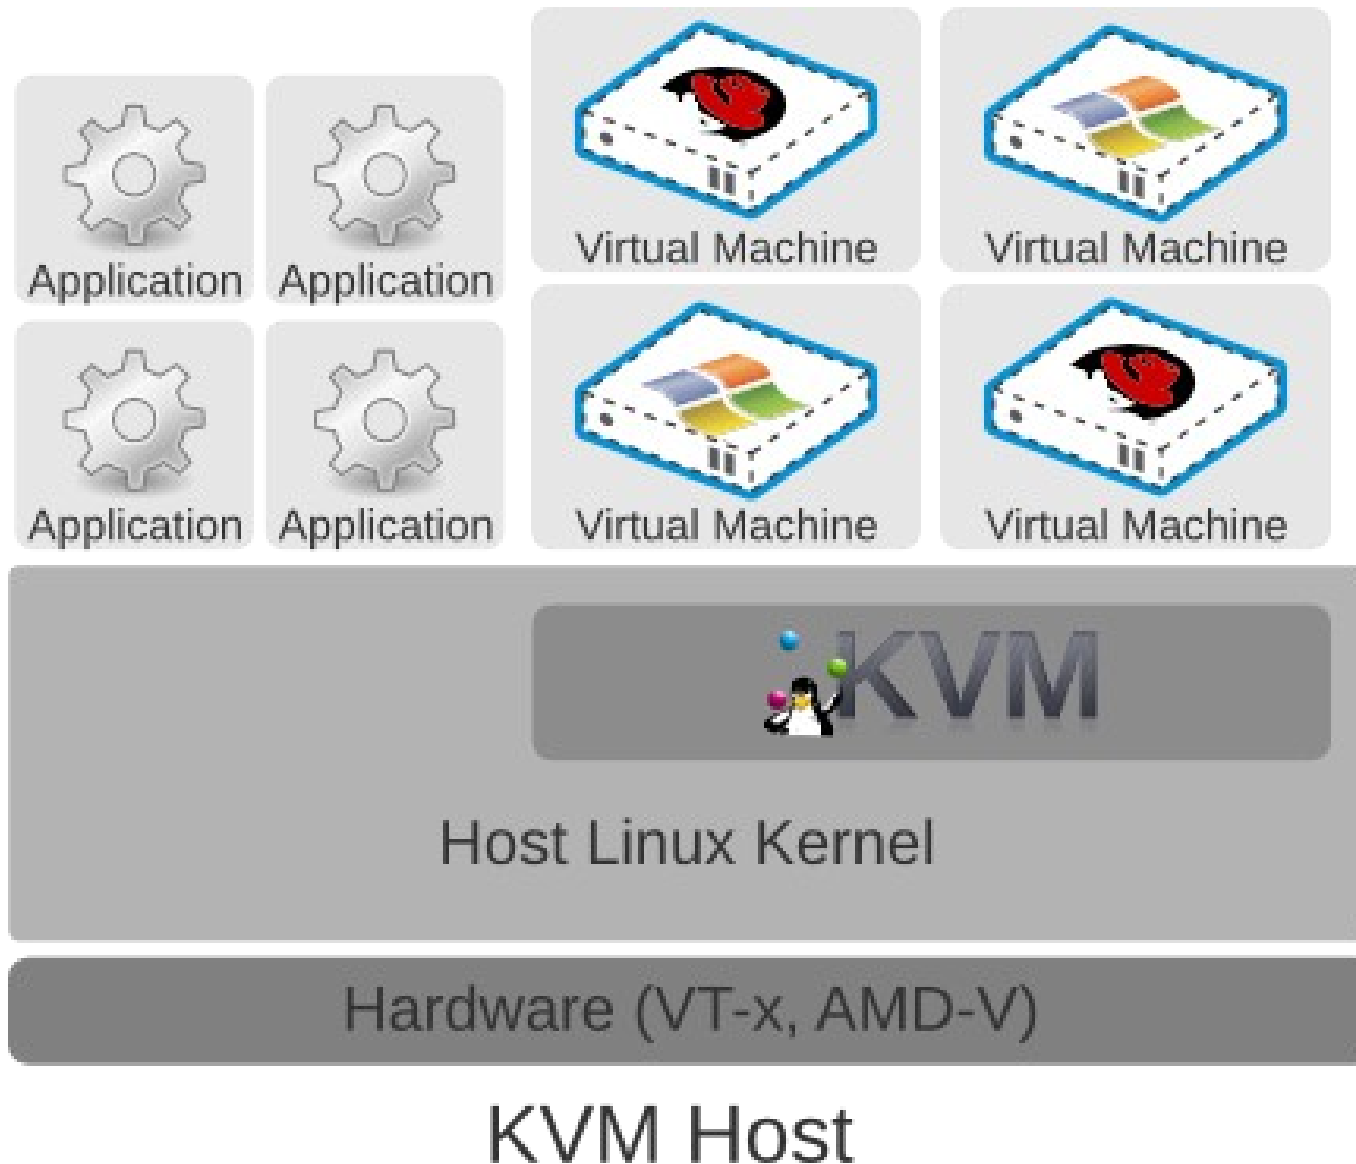 Virtual Machine
Virtual Machine
Application
Application
Virtual Machine
Virtual Machine
Application
Application
KVM
Host Linux Kernel
Hardware (VT-x, AMD-V)
KVM Host